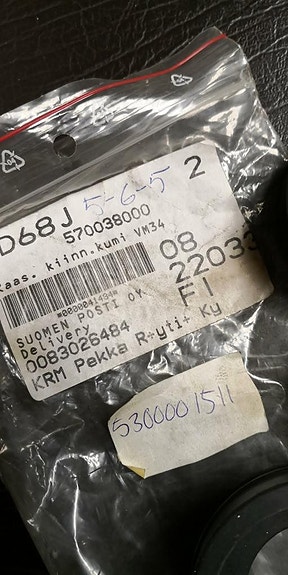 D68J 5-6-5 2
570038000
kaas. kiinn.kumi VM34
08
22033
FI
SUOMEN POSTI OY.
Delivery
0083026484
KRM Pekka R+yti+ Ky
5300001511